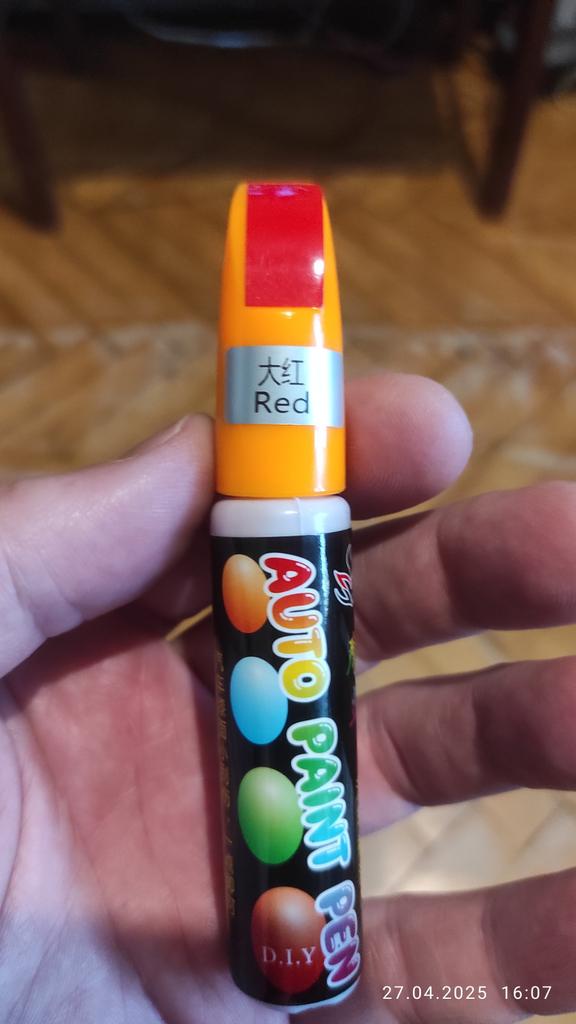 大红
Red
AUTO PAINT PEN
D.I.Y
27.04.2025 16:07